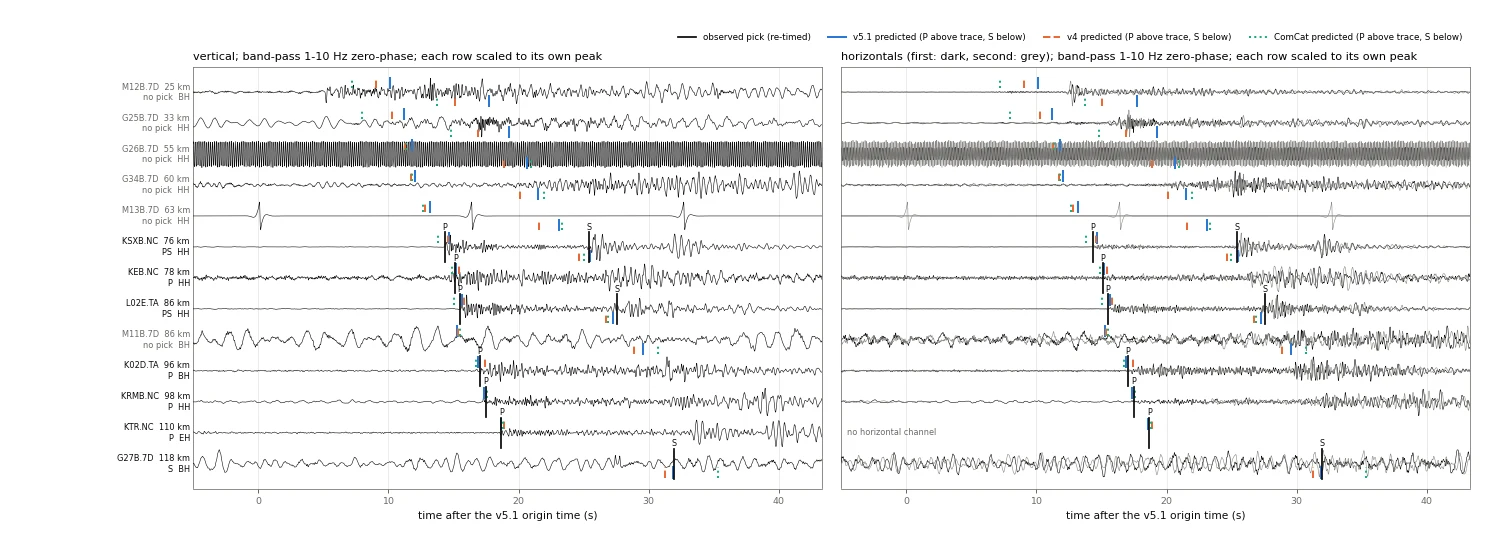 observed pick (re-timed)
v5.1 predicted (P above trace, S below)
v4 predicted (P above trace, S below)
ComCat predicted (P above trace, S below)
vertical; band-pass 1-10 Hz zero-phase; each row scaled to its own peak
horizontals (first: dark, second: grey); band-pass 1-10 Hz zero-phase; each row scaled to its own peak
M12B.7D 25 km
no pick BH
G25B.7D 33 km
no pick HH
G26B.7D 55 km
no pick HH
G34B.7D 60 km
no pick HH
M13B.7D 63 km
no pick HH
KSXB.NC 76 km
PS HH
KEB.NC 78 km
P HH
L02E.TA 86 km
PS HH
M11B.7D 86 km
no pick BH
K02D.TA 96 km
P BH
KRMB.NC 98 km
P HH
KTR.NC 110 km
P EH
G27B.7D 118 km
S BH
P
S
P
P
S
P
P
P
S
P
S
P
P
S
P
P
P
S
no horizontal channel
0
10
20
30
40
0
10
20
30
40
time after the v5.1 origin time (s)
time after the v5.1 origin time (s)